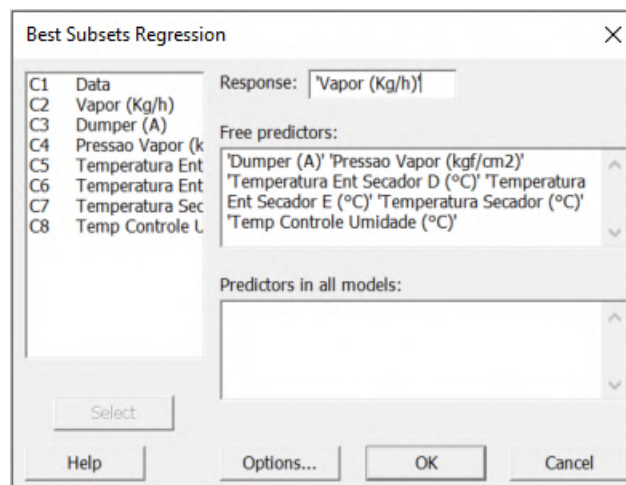 Best Subsets Regression
C1 Data
C2 Vapor (Kg/h)
C3 Dumper (A)
C4 Pressao Vapor (k
C5 Temperatura Ent
C6 Temperatura Ent
C7 Temperatura Sec
C8 Temp Controle U
Select
Response: 'Vapor (Kg/h)'
Free predictors:
'Dumper (A)' 'Pressao Vapor (kgf/cm2)'
'Temperatura Ent Secador D (°C)' 'Temperatura
Ent Secador E (°C)' 'Temperatura Secador (°C)'
'Temp Controle Umidade (°C)'
Predictors in all models:
Help Options... OK Cancel